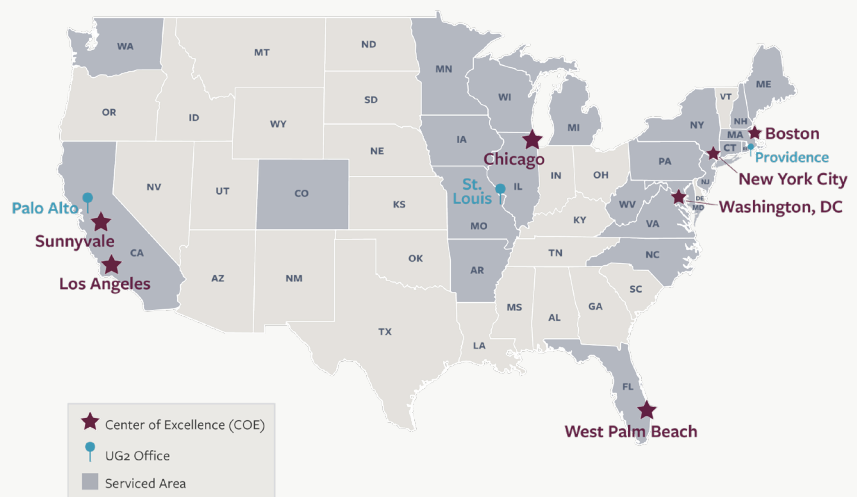 WA
MT
ND
MN
OR
ID
WY
SD
WI
MI
VT
ME
NH
NY
MA
Boston
CT
RI
Providence
NE
IA
Chicago
IL
IN
OH
PA
New York City
NJ
NV
UT
CO
KS
MO
St.
Louis
KY
WV
VA
DE
MD
Washington, DC
Palo Alto
Sunnyvale
CA
Los Angeles
AZ
NM
OK
AR
TN
NC
SC
TX
LA
MS
AL
GA
FL
West Palm Beach
Center of Excellence (COE)
UG2 Office
Serviced Area